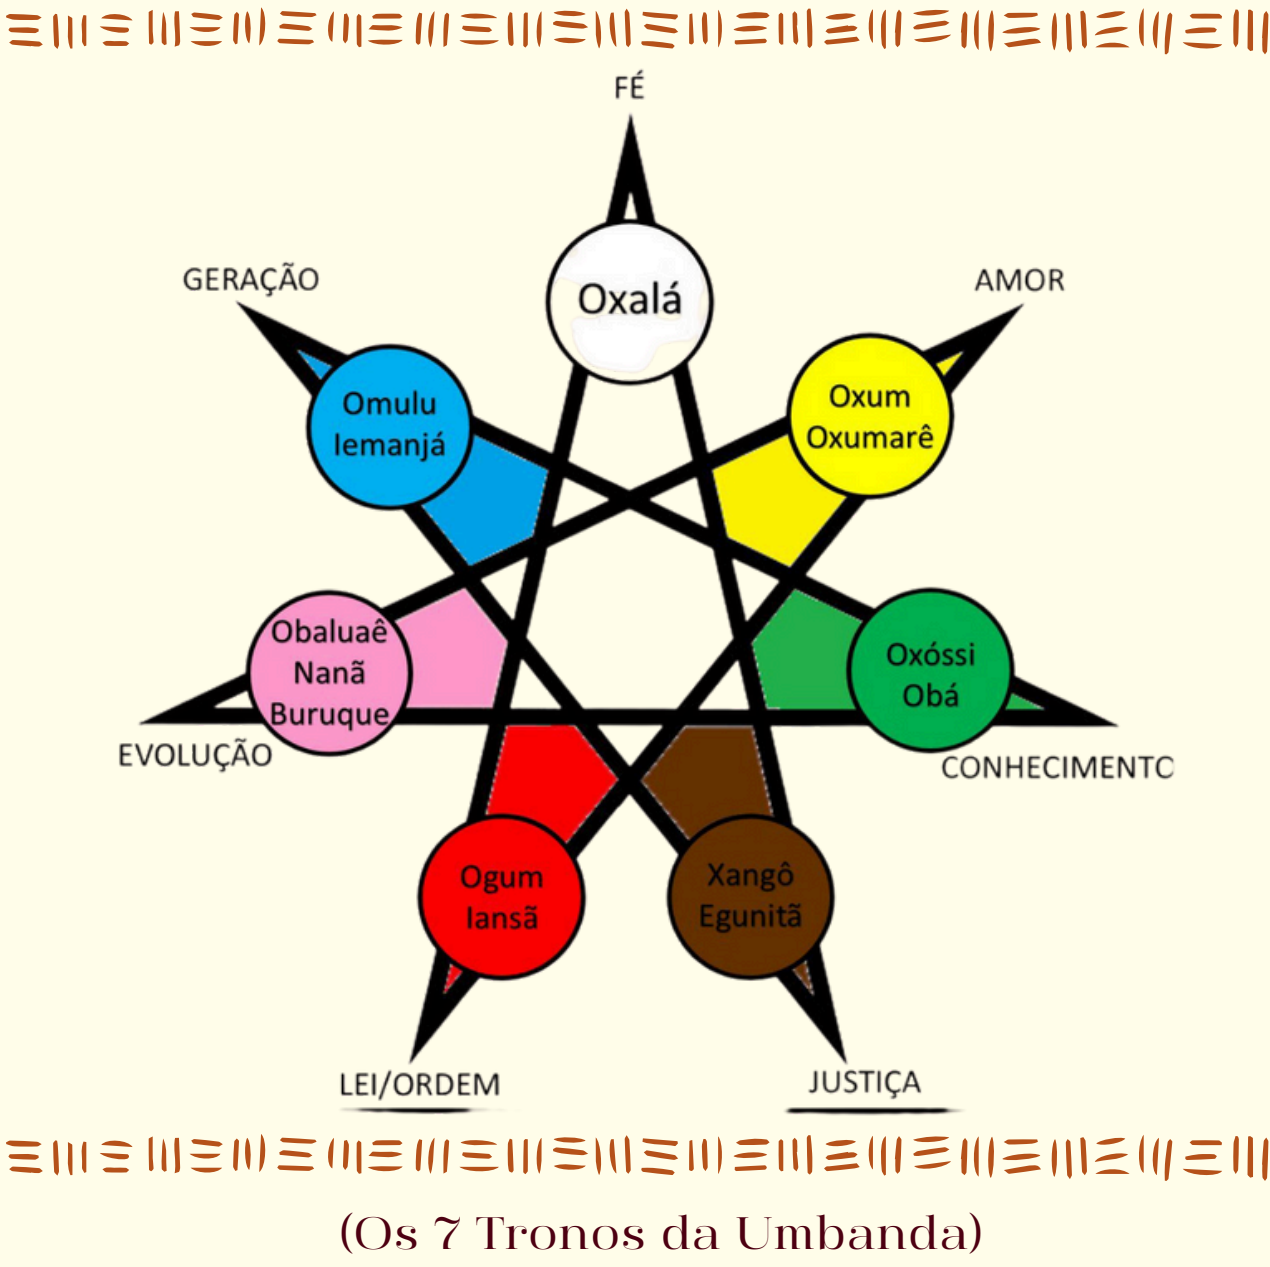 FÉ
GERAÇÃO
AMOR
Oxalá
Omulu
Iemanjá
Oxum
Oxumarê
Obaluaê
Nanã
Buruque
Oxóssi
Obá
EVOLUÇÃO
CONHECIMENTO
Ogum
Iansã
Xangô
Egunitã
LEI/ORDEM
JUSTIÇA
(Os 7 Tronos da Umbanda)